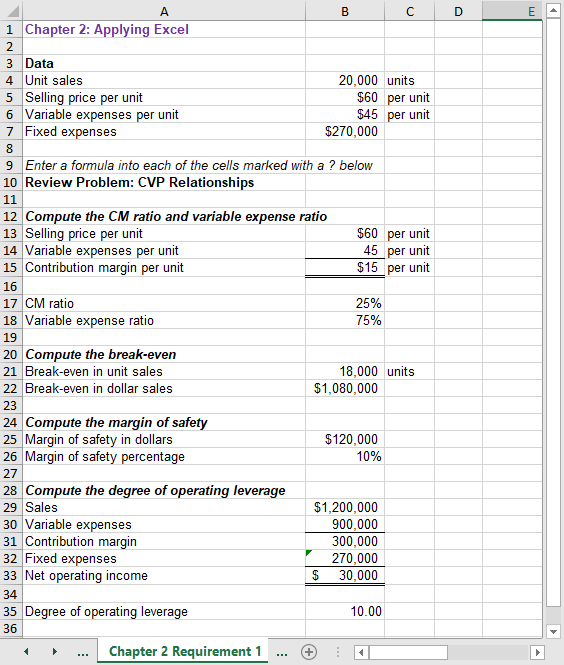 A B C D E
1 Chapter 2: Applying Excel
2
3 Data
4 Unit sales 20,000 units
5 Selling price per unit $60 per unit
6 Variable expenses per unit $45 per unit
7 Fixed expenses $270,000
8
9 Enter a formula into each of the cells marked with a ? below
10 Review Problem: CVP Relationships
11
12 Compute the CM ratio and variable expense ratio
13 Selling price per unit $60 per unit
14 Variable expenses per unit 45 per unit
15 Contribution margin per unit $15 per unit
16
17 CM ratio 25%
18 Variable expense ratio 75%
19
20 Compute the break-even
21 Break-even in unit sales 18,000 units
22 Break-even in dollar sales $1,080,000
23
24 Compute the margin of safety
25 Margin of safety in dollars $120,000
26 Margin of safety percentage 10%
27
28 Compute the degree of operating leverage
29 Sales $1,200,000
30 Variable expenses 900,000
31 Contribution margin 300,000
32 Fixed expenses 270,000
33 Net operating income $ 30,000
34
35 Degree of operating leverage 10.00
36
... Chapter 2 Requirement 1 ...